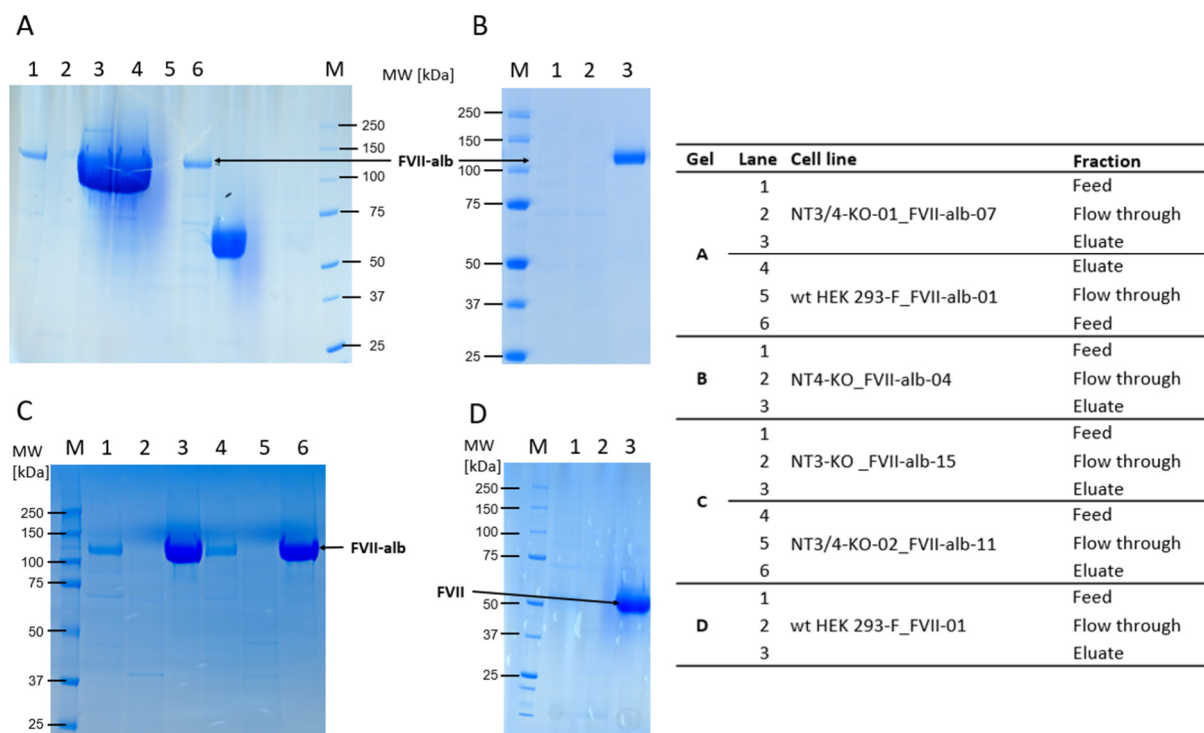 A
1 2 3 4 5 6 M
MW [kDa]
250
150
100
75
50
37
25
FVII-alb
B
M 1 2 3
250
150
100
75
50
37
25
C
MW
[kDa]
M 1 2 3 4 5 6
250
150
100
75
50
37
25
FVII-alb
D
MW
[kDa]
M 1 2 3
250
150
100
75
50
37
25
FVII
Gel Lane Cell line Fraction
A
1 Feed
2 NT3/4-KO-01_FVII-alb-07 Flow through
3 Eluate
4 Eluate
5 wt HEK 293-F_FVII-alb-01 Flow through
6 Feed
B
1 Feed
2 NT4-KO_FVII-alb-04 Flow through
3 Eluate
C
1 Feed
2 NT3-KO _FVII-alb-15 Flow through
3 Eluate
4 Feed
5 NT3/4-KO-02_FVII-alb-11 Flow through
6 Eluate
D
1 Feed
2 wt HEK 293-F_FVII-01 Flow through
3 Eluate